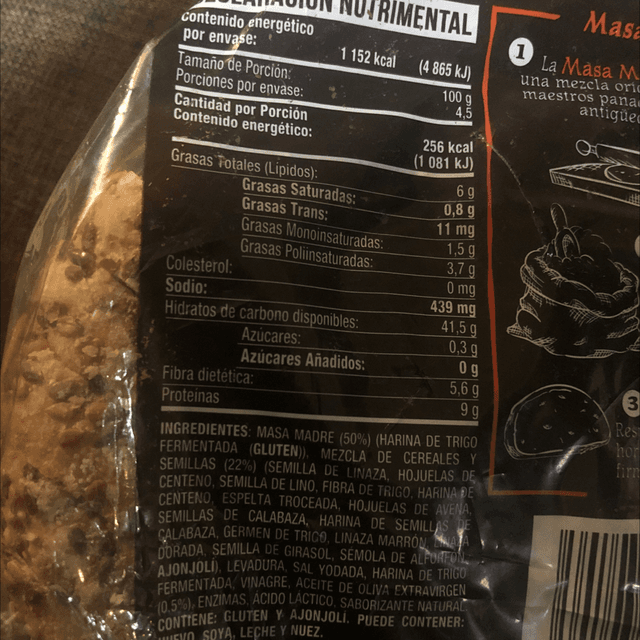 NUTRIMENTAL
Contenido energético
por envase:
1 152 kcal (4 865 kJ)
Tamaño de Porción: 100 g
Porciones por envase: 4,5
Cantidad por Porción
Contenido energético: 256 kcal
(1 081 kJ)
Grasas Totales (Lipidos): 6 g
Grasas Saturadas: 0,8 g
Grasas Trans: 11 mg
Grasas Monoinsaturadas: 1,5 g
Grasas Poliinsaturadas: 3,7 g
Colesterol: 0 mg
Sodio: 439 mg
Hidratos de carbono disponibles: 41,5 g
Azúcares: 0,3 g
Azúcares Añadidos: 0 g
Fibra dietética: 5,6 g
Proteínas 9 g
INGREDIENTES: MASA MADRE (50%) (HARINA DE TRIGO
FERMENTADA (GLUTEN)), MEZCLA DE CEREALES Y
SEMILLAS (22%) (SEMILLA DE LINAZA, HOJUELAS DE
CENTENO, SEMILLA DE LINO, FIBRA DE TRIGO, HARINA DE
CENTENO, ESPELTA TROCEADA, HOJUELAS DE AVENA,
SEMILLAS DE CALABAZA, HARINA DE SEMILLAS DE
CALABAZA, GERMEN DE TRIGO, LINAZA MARRÓN,
DORADA, SEMILLA DE GIRASOL, SÉMOLA DE
AJONJOLÍ), LEVADURA, SAL YODADA, HARINA DE TRIGO
FERMENTADA, VINAGRE, ACEITE DE OLIVA EXTRAVIRGEN
(0.5%), ENZIMAS, ÁCIDO LÁCTICO, SABORIZANTE NATURAL
CONTIENE: GLUTEN Y AJONJOLÍ. PUEDE CONTENER:
HUEVO, SOYA, LECHE Y NUEZ.
Masa
1
La Masa M
una mezcla
maestros
3